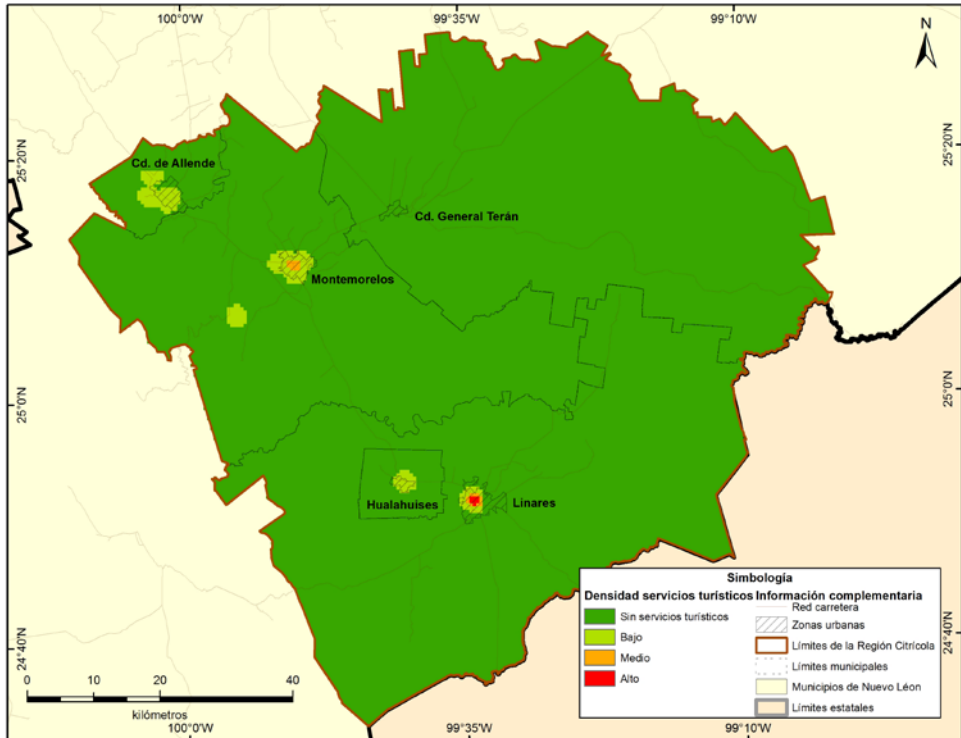 100°0'W 99°35'W 99°10'W
N
25°20'N 25°20'N
Cd. de Allende
Cd. General Terán
Montemorelos
25°0'N 25°0'N
Hualahuises
Linares
24°40'N 24°40'N
Simbología
Densidad servicios turísticos
Sin servicios turísticos
Bajo
Medio
Alto
Información complementaria
Red carretera
Zonas urbanas
Límites de la Región Citrícola
Límites municipales
Municipios de Nuevo Léon
Límites estatales
0 10 20 40
kilómetros
100°0'W 99°35'W 99°10'W